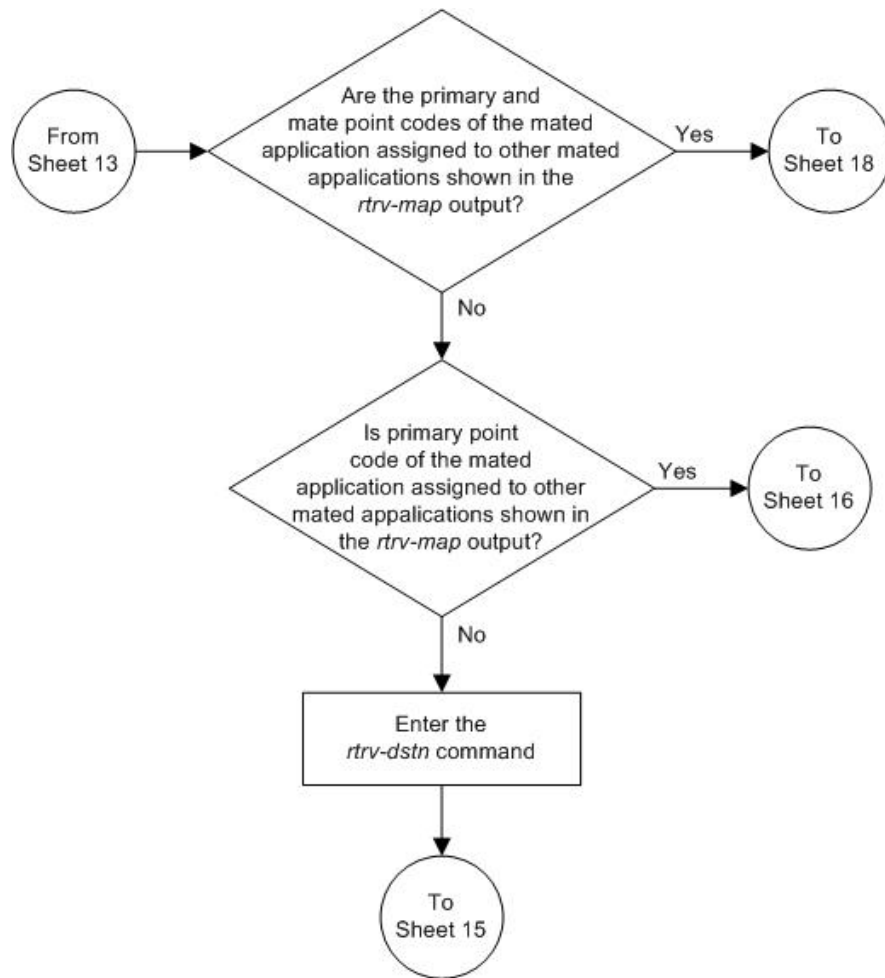 From
Sheet 13
Are the primary and
mate point codes of the mated
application assigned to other mated
appalications shown in the
rtrv-map output?
Yes
To
Sheet 18
No
Is primary point
code of the mated
application assigned to other
mated appalications shown in
the rtrv-map output?
Yes
To
Sheet 16
No
Enter the
rtrv-dstn command
To
Sheet 15